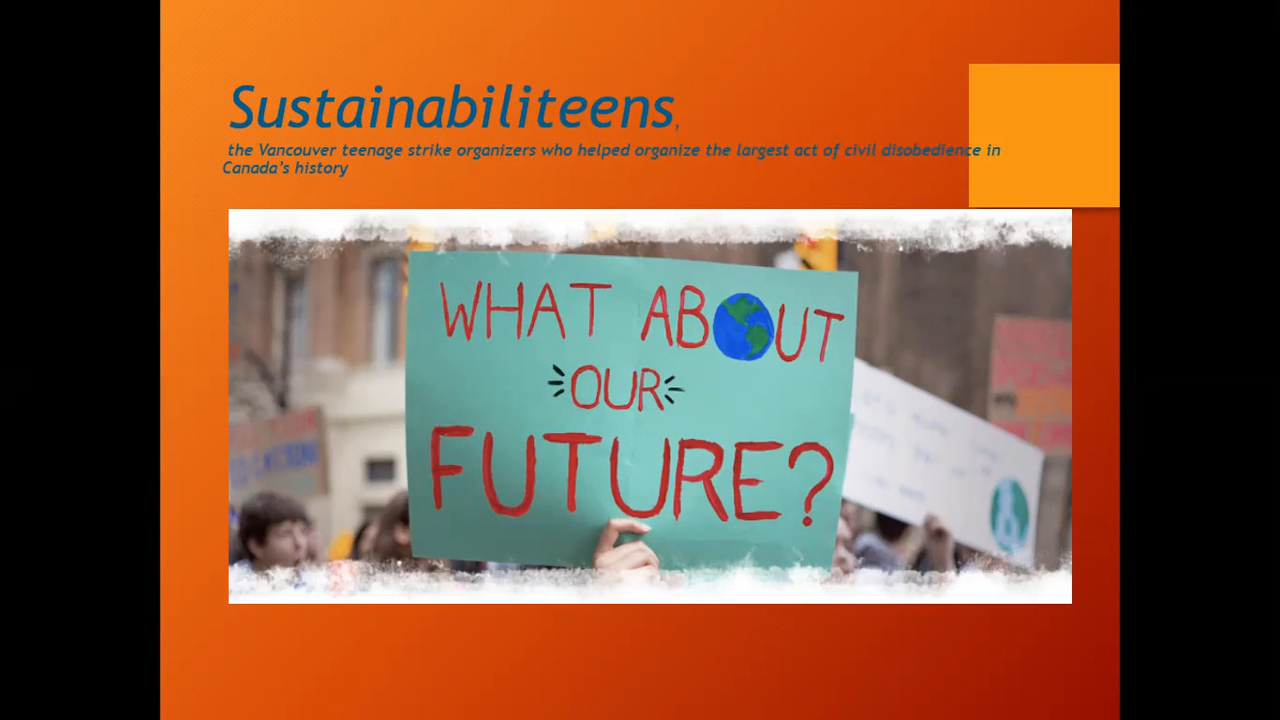 Sustainabiliteens,
the Vancouver teenage strike organizers who helped organize the largest act of civil disobedience in
Canada's history
WHAT ABOUT
OUR
FUTURE?